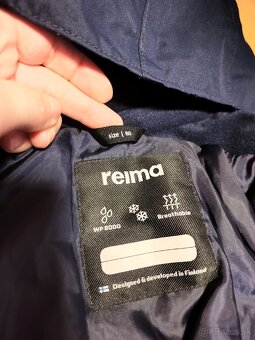 size | 80
reima
WP 8000 Breathable
Designed & developed in Finland